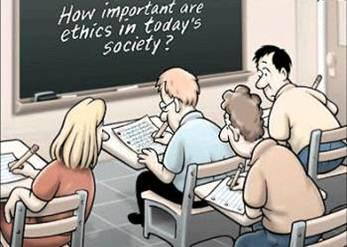 How important are
ethics in today's
society?